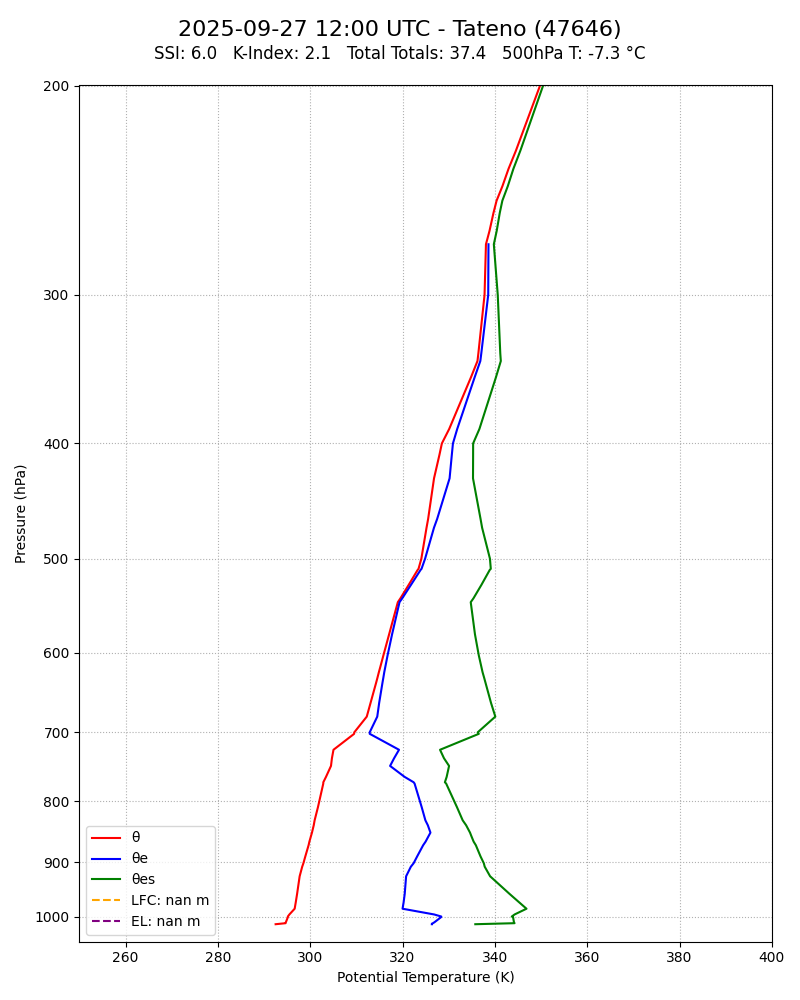 2025-09-27 12:00 UTC - Tateno (47646)
SSI: 6.0   K-Index: 2.1   Total Totals: 37.4   500hPa T: -7.3 °C
200
300
400
500
600
700
800
900
1000
Pressure (hPa)
θ
θe
θes
LFC: nan m
EL: nan m
260 280 300 320 340 360 380 400
Potential Temperature (K)